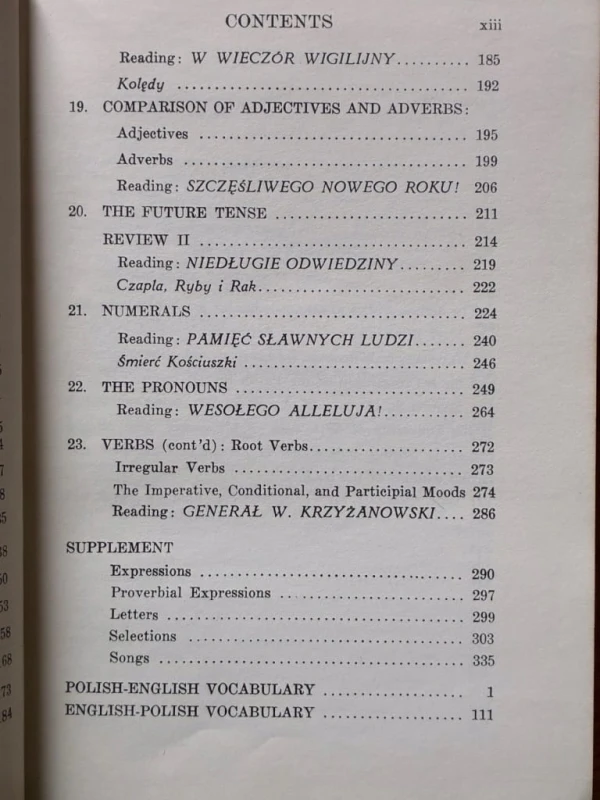 CONTENTS xiii
Reading: W WIECZÓR WIGILIJNY.......... 185
Kolędy .................................. 192
19. COMPARISON OF ADJECTIVES AND ADVERBS:
Adjectives ............................... 195
Adverbs ................................. 199
Reading: SZCZĘŚLIWEGO NOWEGO ROKU! 206
20. THE FUTURE TENSE ........................ 211
REVIEW II ................................. 214
Reading: NIEDŁUGIE ODWIEDZINY......... 219
Czapla, Ryby i Rak......................... 222
21. NUMERALS ................................. 224
Reading: PAMIĘĆ SŁAWNYCH LUDZI....... 240
Śmierć Kościuszki .......................... 246
22. THE PRONOUNS ............................ 249
Reading: WESOŁEGO ALLELUJA!........... 264
23. VERBS (cont'd): Root Verbs.................... 272
Irregular Verbs ............................. 273
The Imperative, Conditional, and Participial Moods 274
Reading: GENERAŁ W. KRZYŻANOWSKI.... 286
SUPPLEMENT
Expressions ................................. 290
Proverbial Expressions ....................... 297
Letters ..................................... 299
Selections .................................. 303
Songs ...................................... 335
POLISH-ENGLISH VOCABULARY ................. 1
ENGLISH-POLISH VOCABULARY ................. 111